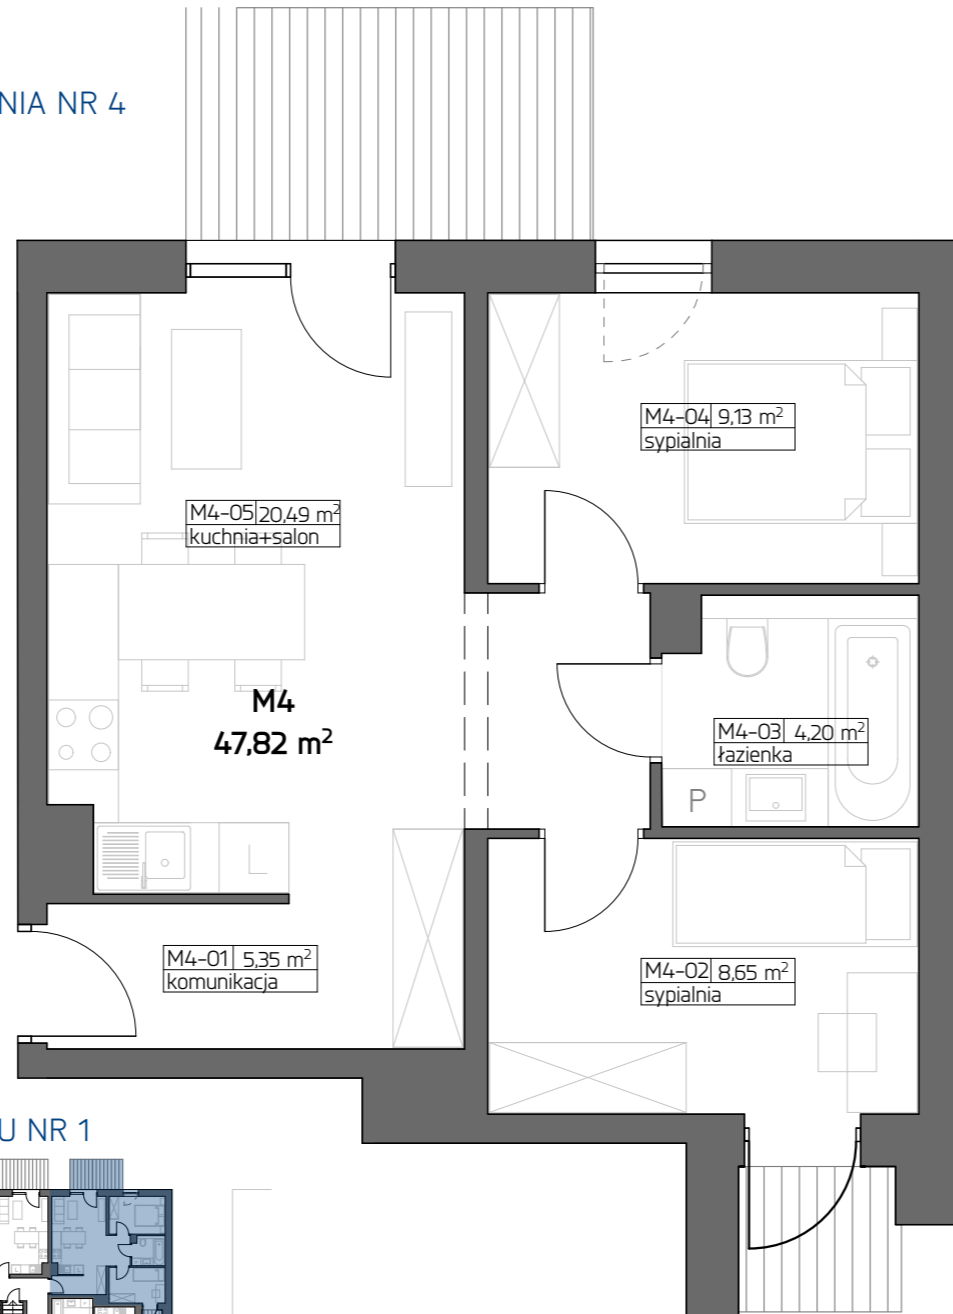 NIA NR 4
M4-04 9,13 m²
sypialnia
M4-05 20,49 m²
kuchnia+salon
M4
47,82 m²
M4-03 4,20 m²
łazienka
P
L
M4-01 5,35 m²
komunikacja
M4-02 8,65 m²
sypialnia
U NR 1